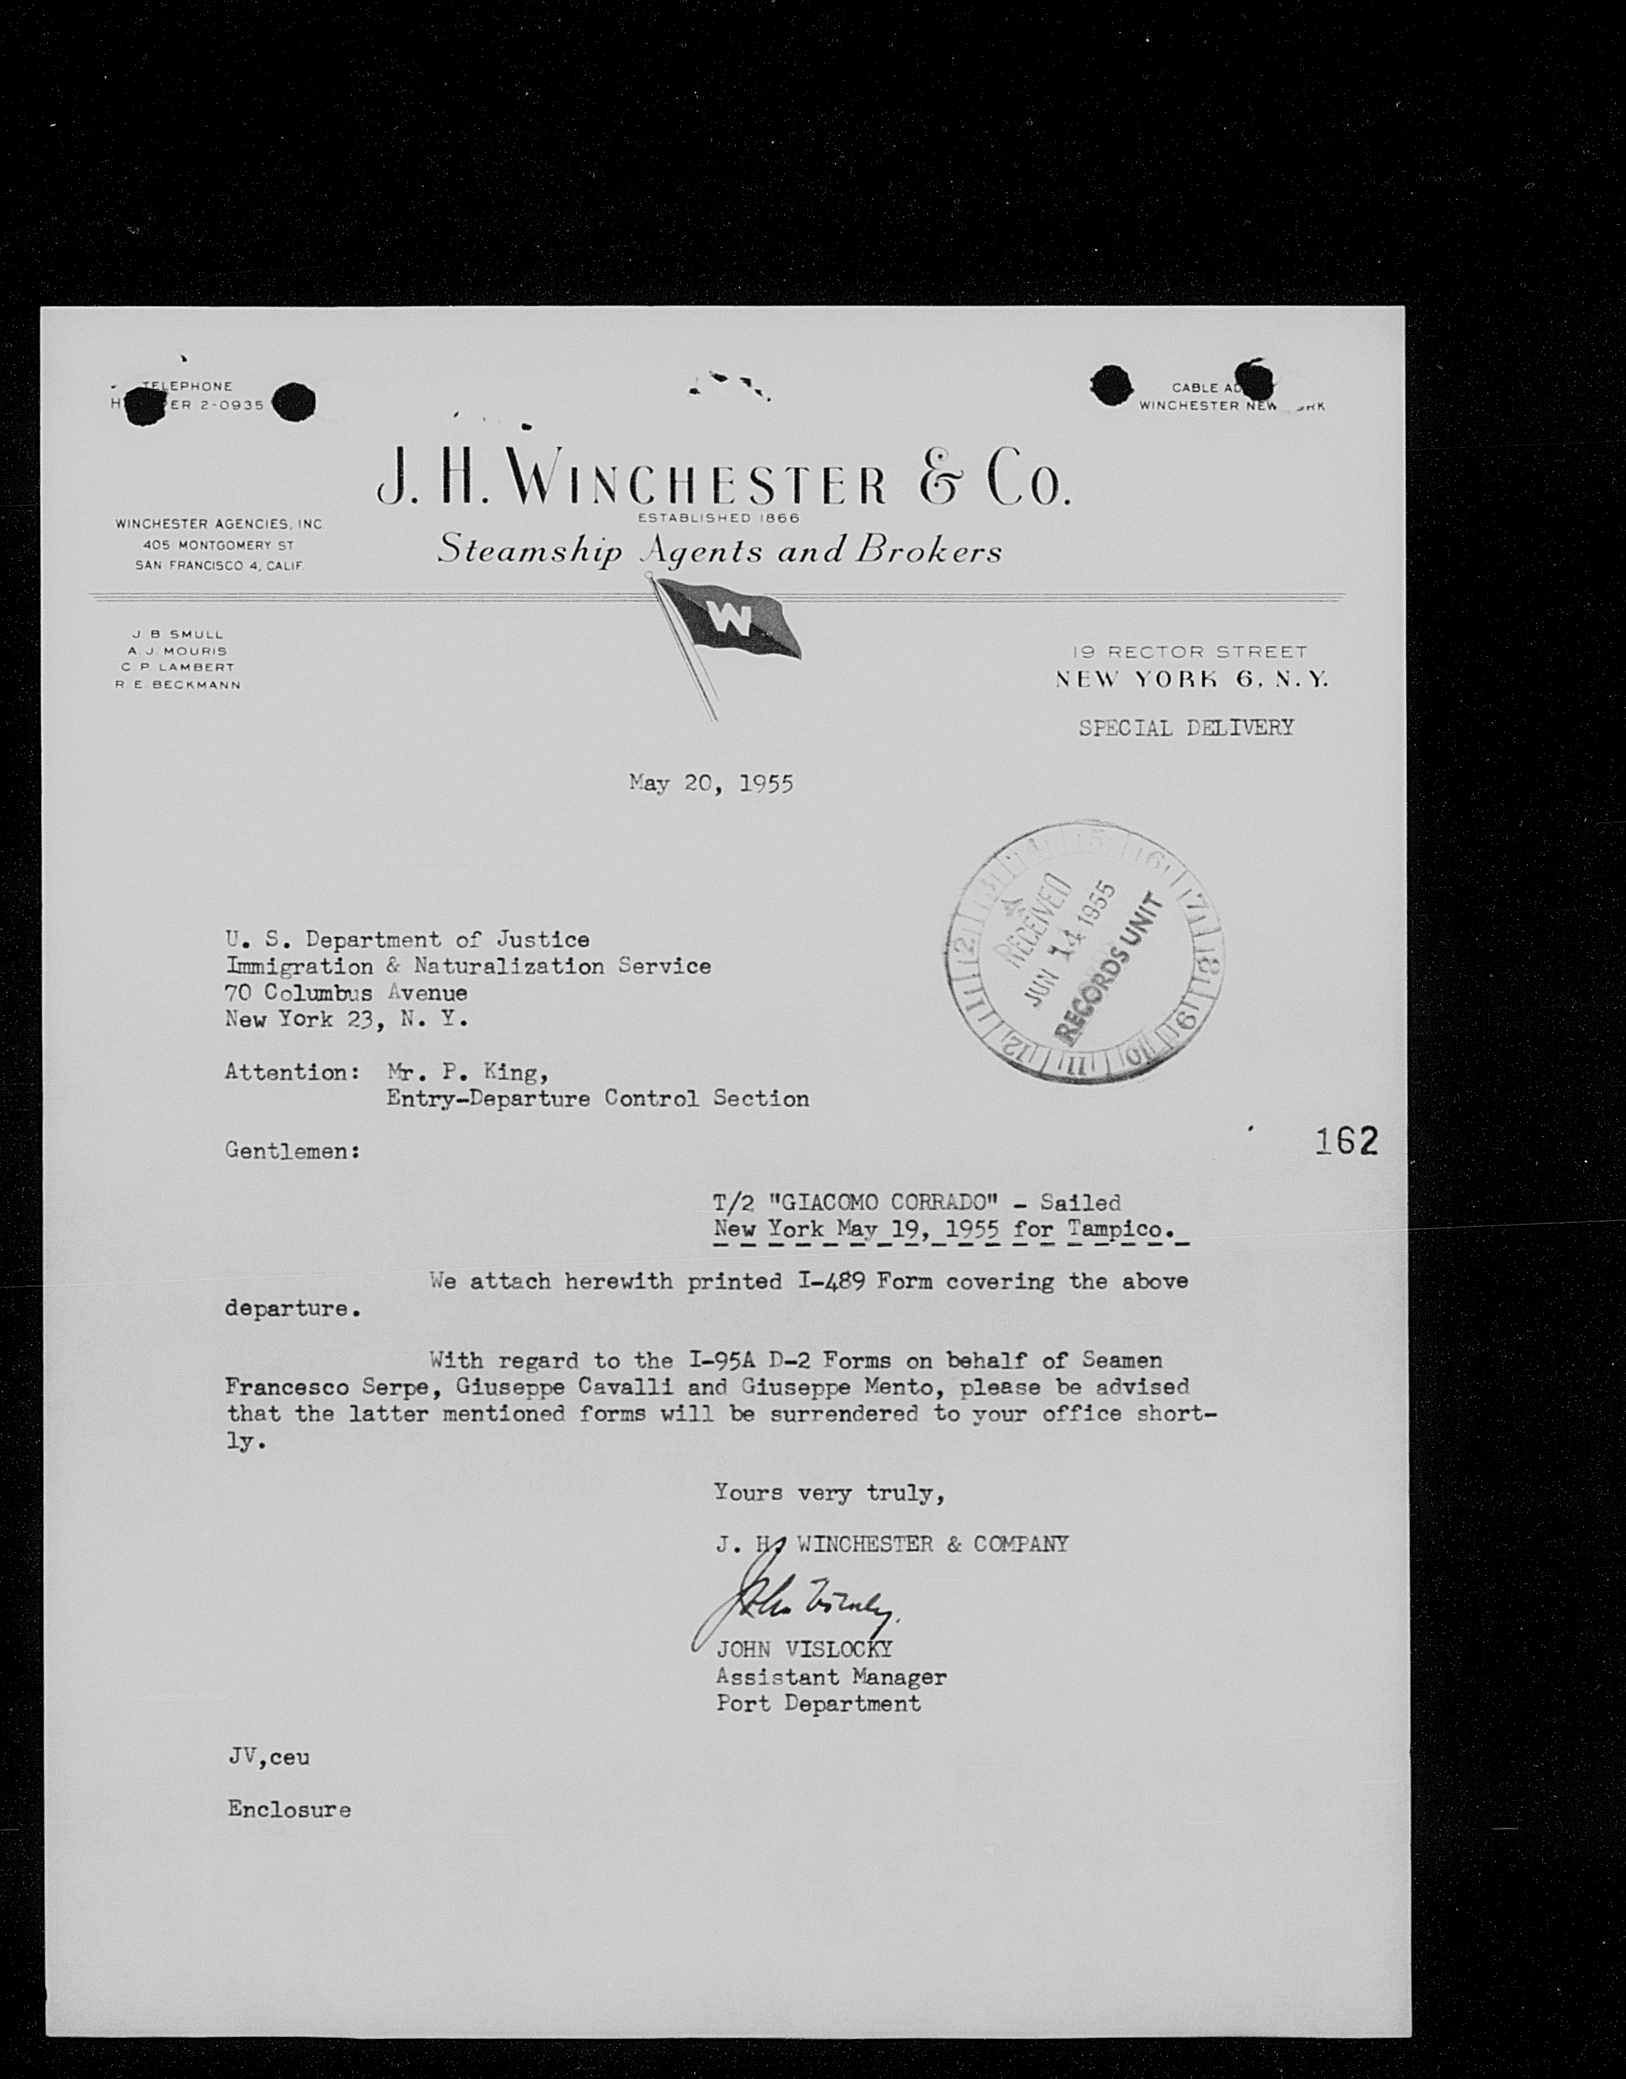 TELEPHONE
ER 2-0935
CABLE
WINCHESTER NEW
J. H. WINCHESTER & CO.
ESTABLISHED 1866
Steamship Agents and Brokers
WINCHESTER AGENCIES, INC.
405 MONTGOMERY ST
SAN FRANCISCO 4, CALIF.
W
J. B. SMULL
A. J. MOURIS
C. P. LAMBERT
R. E. BECKMANN
19 RECTOR STREET
NEW YORK 6, N.Y.
SPECIAL DELIVERY
May 20, 1955
RECEIVED
JUN 14 1955
RECORDS UNIT
U. S. Department of Justice
Immigration & Naturalization Service
70 Columbus Avenue
New York 23, N. Y.
Attention: Mr. P. King,
Entry-Departure Control Section
162
Gentlemen:
T/2 "GIACOMO CORRADO" - Sailed
New York May 19, 1955 for Tampico.
We attach herewith printed I-489 Form covering the above
departure.
With regard to the I-95A D-2 Forms on behalf of Seamen
Francesco Serpe, Giuseppe Cavalli and Giuseppe Mento, please be advised
that the latter mentioned forms will be surrendered to your office short-
ly.
Yours very truly,
J. H. WINCHESTER & COMPANY
John Vislocky
JOHN VISLOCKY
Assistant Manager
Port Department
JV,ceu
Enclosure